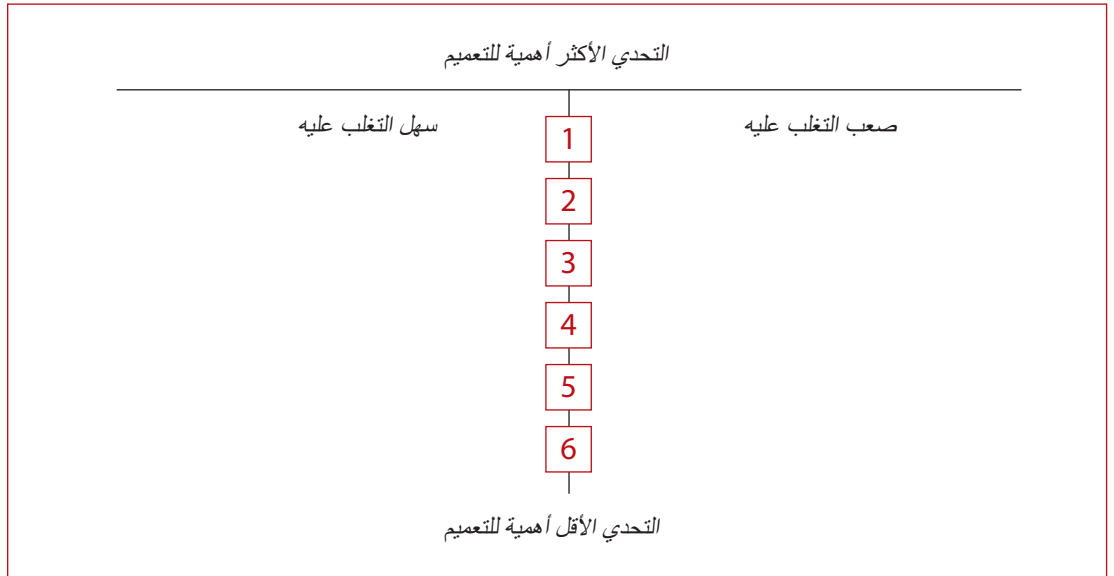 التحدي الأكثر أهمية للتعميم
صعب التغلب عليه
سهل التغلب عليه
1
2
3
4
5
6
التحدي الأقل أهمية للتعميم